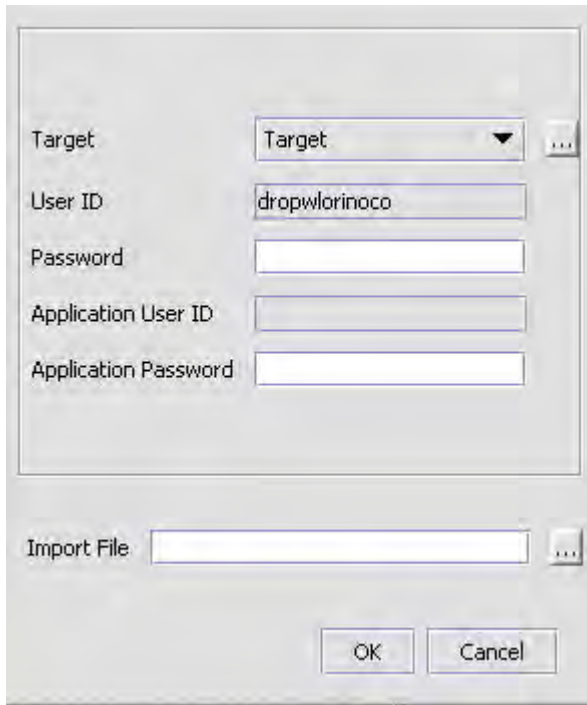 Target Target ...
User ID dropwlorinoco
Password
Application User ID
Application Password
Import File ...
OK Cancel